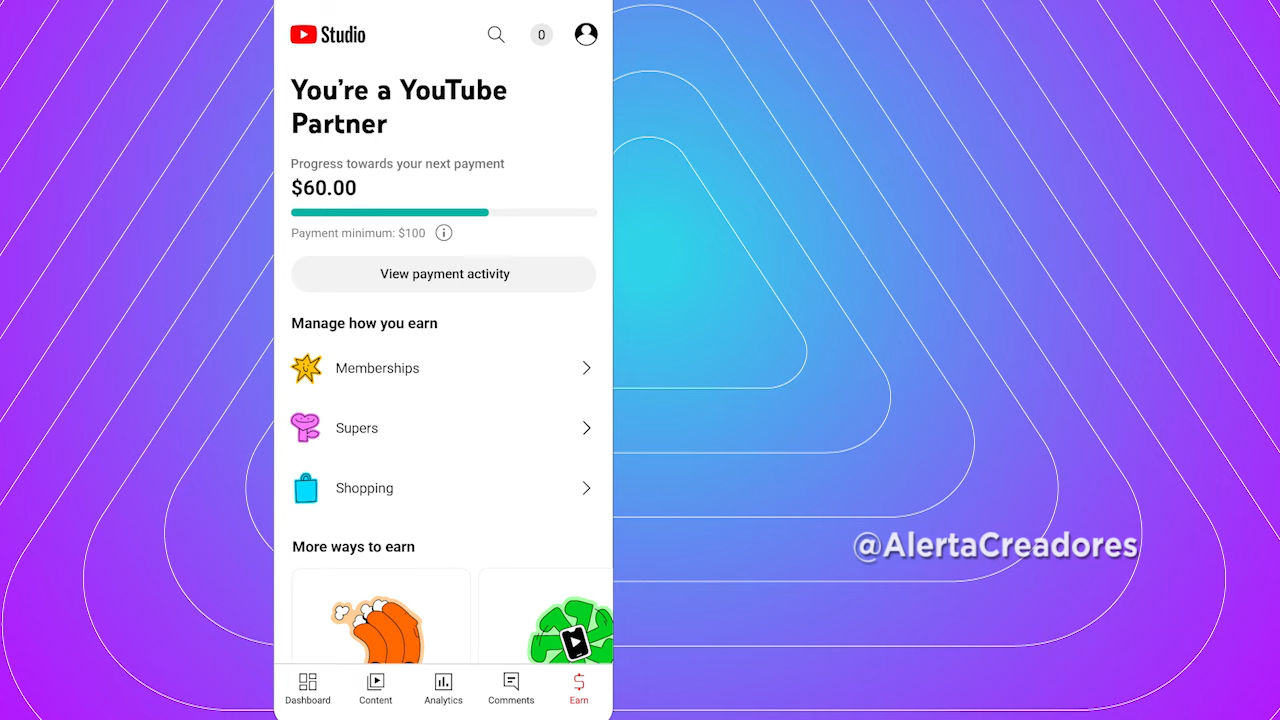 Studio
0
You’re a YouTube
Partner
Progress towards your next payment
$60.00
Payment minimum: $100
View payment activity
Manage how you earn
Memberships
Supers
Shopping
More ways to earn
Dashboard
Content
Analytics
Comments
Earn
@AlertaCreadores